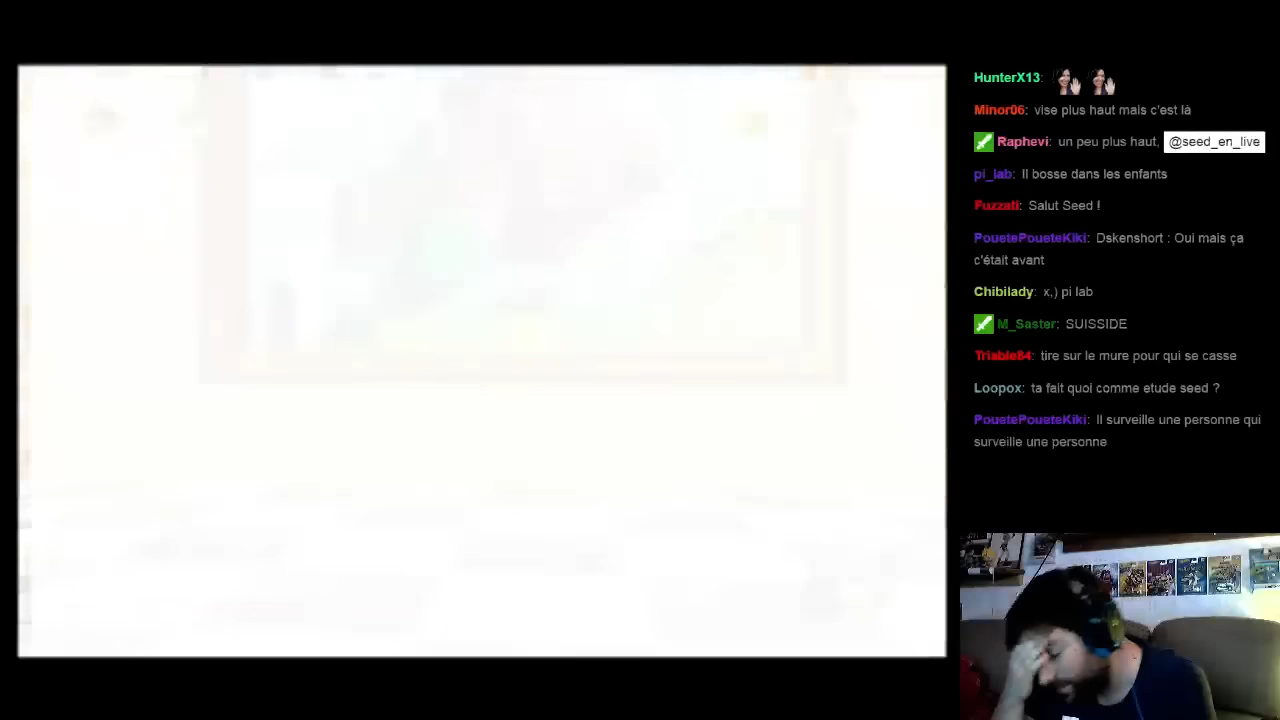 HunterX13:
Minor06: vise plus haut mais c'est là
Raphevi: un peu plus haut, @seed_en_live
pi_lab: Il bosse dans les enfants
Fuzzati: Salut Seed !
PouetePoueteKiki: Dskenshort : Oui mais ça
c'était avant
Chibilady: x,) pi lab
M_Saster: SUISSIDE
Triable84: tire sur le mure pour qui se casse
Loopox: ta fait quoi comme etude seed ?
PouetePoueteKiki: Il surveille une personne qui
surveille une personne